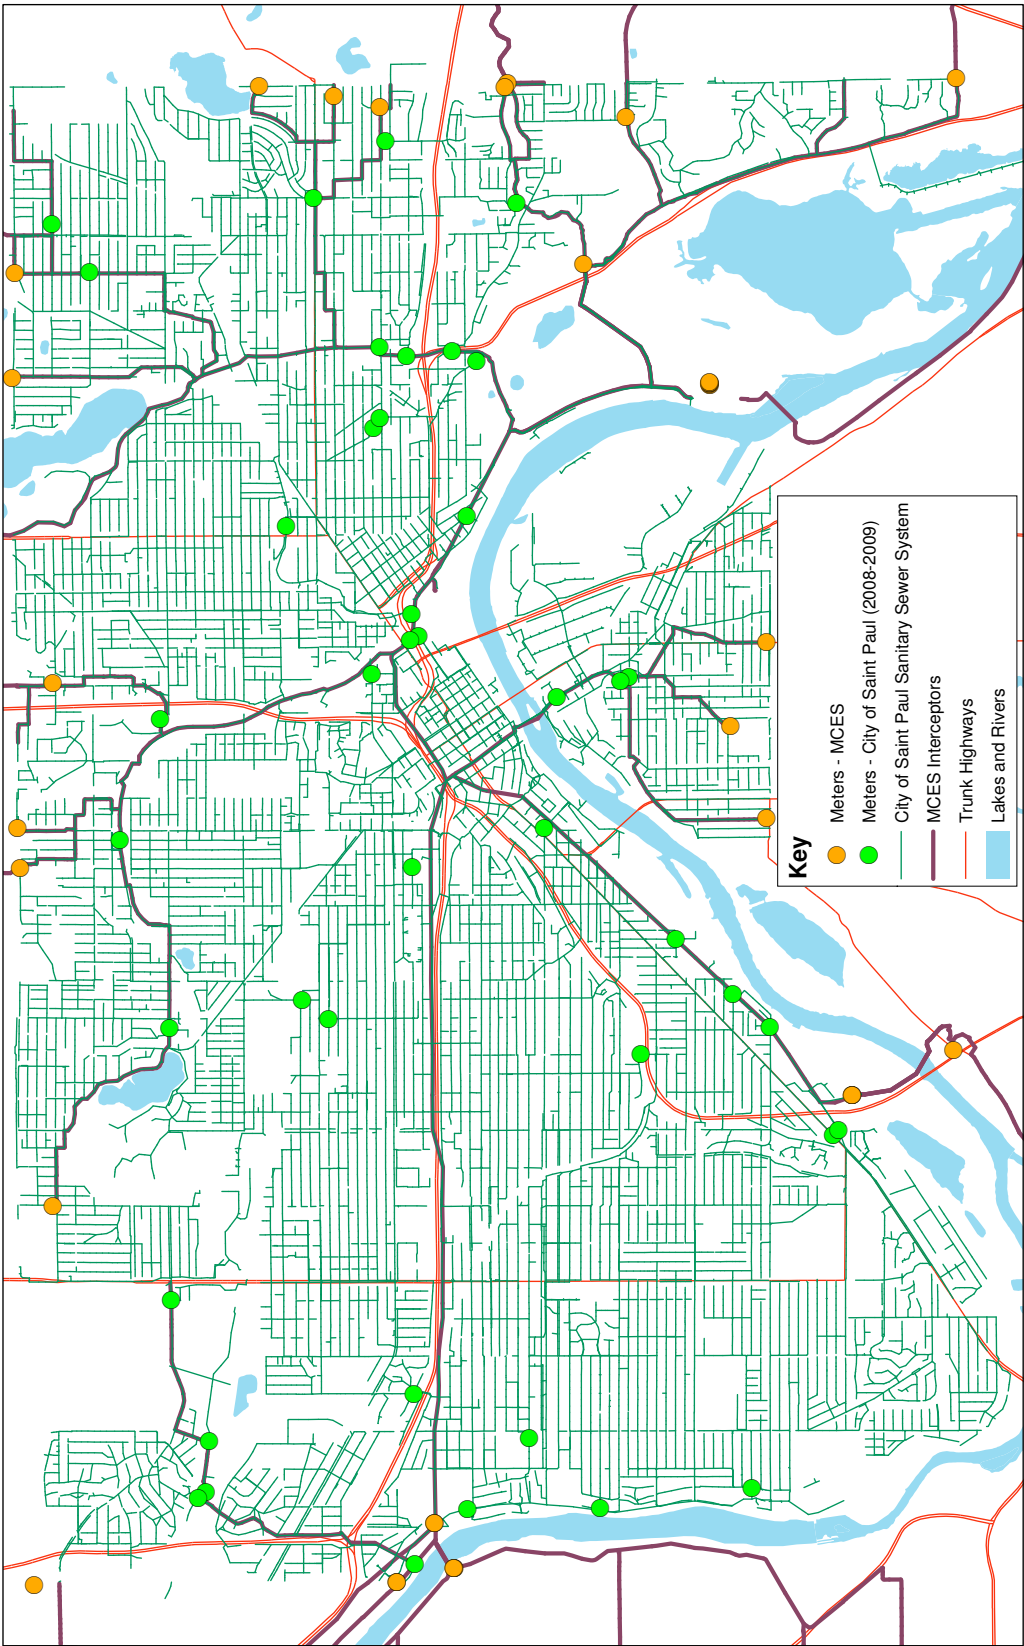 Key
Meters - MCES
Meters - City of Saint Paul (2008-2009)
City of Saint Paul Sanitary Sewer System
MCES Interceptors
Trunk Highways
Lakes and Rivers